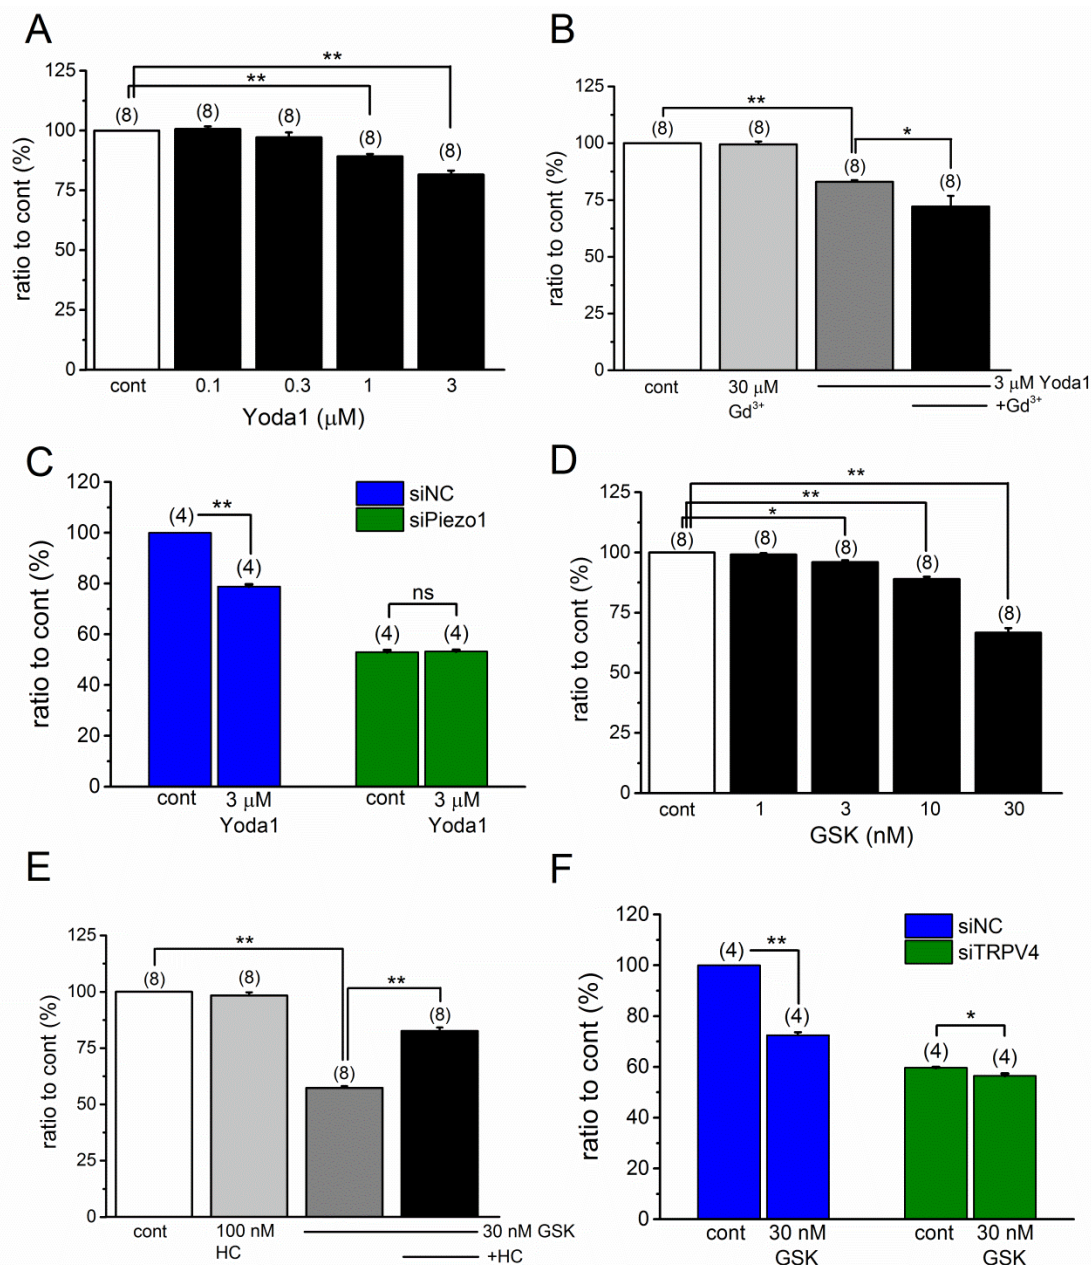 A
ratio to cont (%)
125
100
75
50
25
0
**
**
(8)
(8)
(8)
(8)
(8)
cont
0.1
0.3
1
3
Yoda1 (μM)
B
ratio to cont (%)
125
100
75
50
25
0
**
*
(8)
(8)
(8)
(8)
cont
30 μM
Gd³⁺
3 μM Yoda1
+Gd³⁺
C
ratio to cont (%)
120
100
80
60
40
20
0
siNC
siPiezo1
**
ns
(4)
(4)
(4)
(4)
cont
3 μM
Yoda1
cont
3 μM
Yoda1
D
ratio to cont (%)
125
100
75
50
25
0
**
**
*
(8)
(8)
(8)
(8)
(8)
cont
1
3
10
30
GSK (nM)
E
ratio to cont (%)
125
100
75
50
25
0
**
**
(8)
(8)
(8)
(8)
cont
100 nM
HC
30 nM GSK
+HC
F
ratio to cont (%)
120
100
80
60
40
20
0
siNC
siTRPV4
**
*
(4)
(4)
(4)
(4)
cont
30 nM
GSK
cont
30 nM
GSK